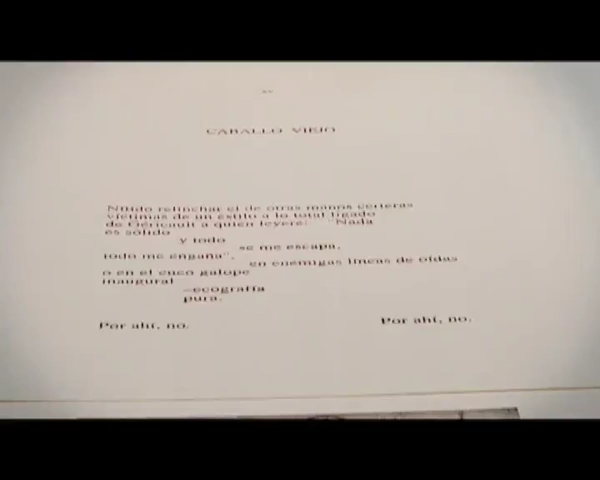 CABALLO VIEJO
Nítido relinchar el de otras manos certeras
víctimas de un estilo a lo total ligado
de Géricault a quien leyere: "Nada
es sólido
y todo
se me escapa,
todo me engaña",
en enemigas líneas de oídas
o en el cuco galope
inaugural
—ecografía
pura.
Por ahí, no. Por ahí, no.